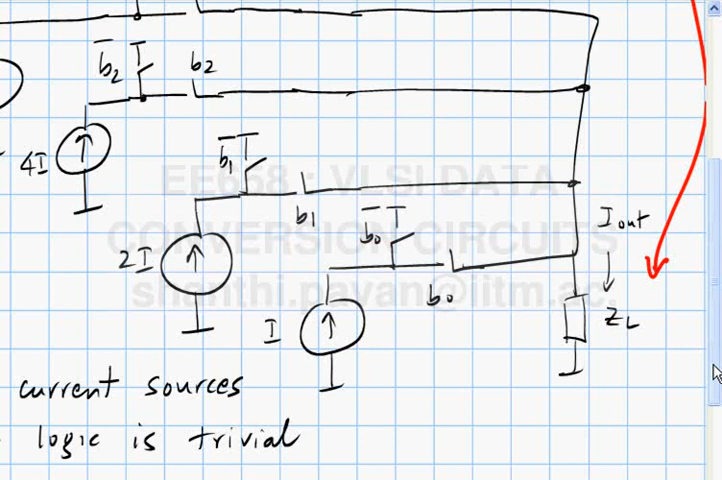 b̅2 b2
4I
b̅1
EE658 : VLSI DATA
b1
b̅0
Iout
CONVERSION CIRCUITS
2I
shanthi.pavan@iitm.ac.
b0
I
ZL
current sources
logic is trivial